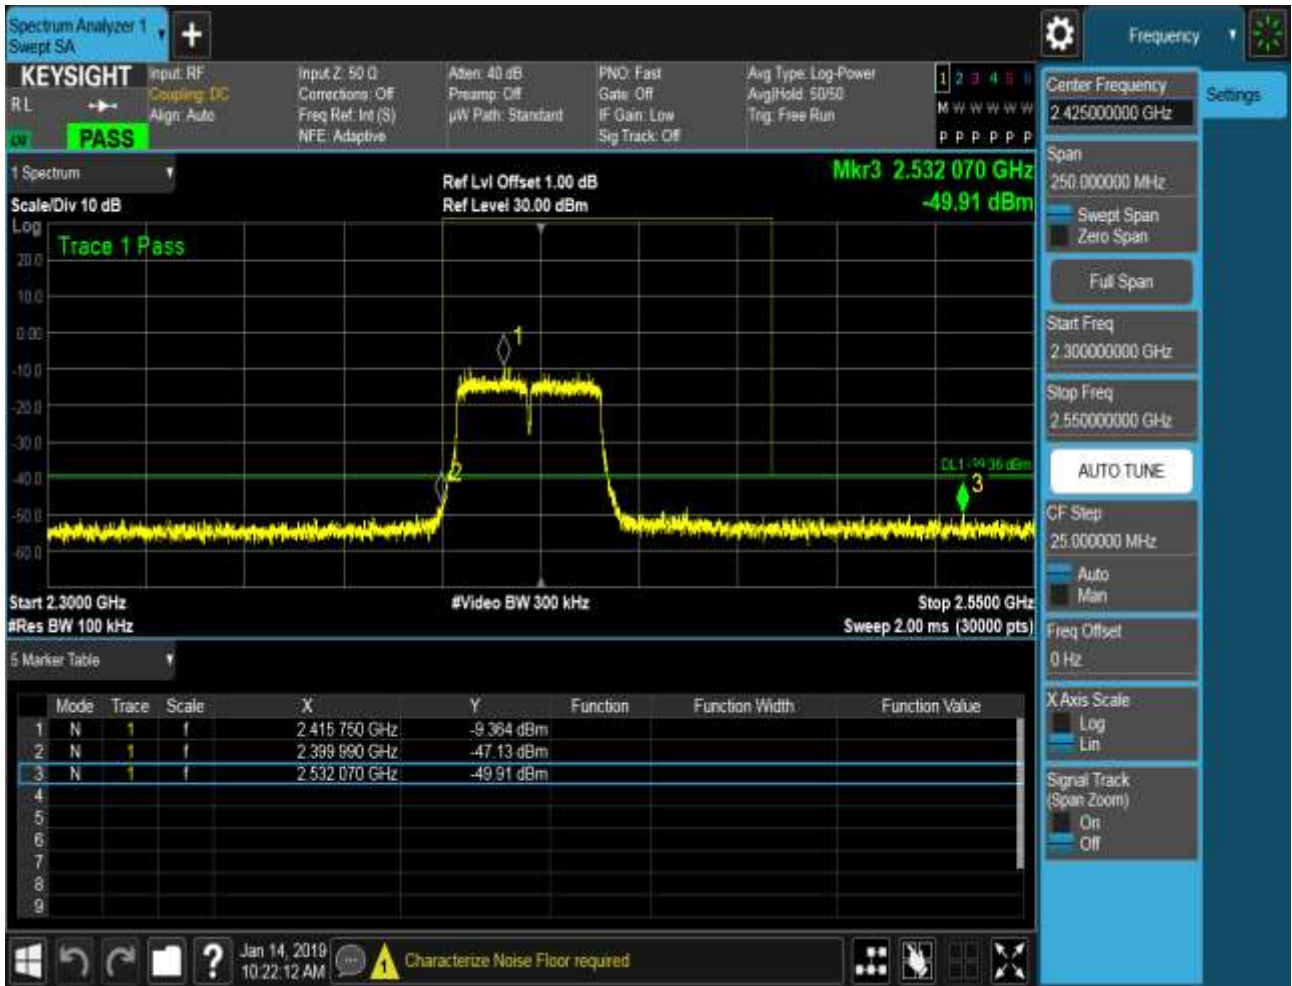 Spectrum Analyzer 1
Swept SA
+
Frequency
KEYSIGHT
Input: RF
Coupling: DC
Align: Auto
Input Z: 50 Ω
Corrections: Off
Freq Ref: Int (S)
NFE: Adaptive
Atten: 40 dB
Preamp: Off
µW Path: Standard
PNO: Fast
Gate: Off
IF Gain: Low
Sig Track: Off
Avg Type: Log-Power
Avg|Hold: 50/50
Trig: Free Run
1 2 3 4 5 6
M W W W W W
P P P P P P
R L
PASS
1 Spectrum
Scale/Div 10 dB
Ref Lvl Offset 1.00 dB
Ref Level 30.00 dBm
Mkr3 2.532 070 GHz
-49.91 dBm
Log
Trace 1 Pass
20.0
10.0
0.00
-10.0
-20.0
-30.0
-40.0
-50.0
-60.0
1
2
3
DL1 -39.36 dBm
Start 2.3000 GHz
#Res BW 100 kHz
#Video BW 300 kHz
Stop 2.5500 GHz
Sweep 2.00 ms (30000 pts)
5 Marker Table
Mode Trace Scale X Y Function Function Width Function Value
1 N 1 f 2.415 750 GHz -9.364 dBm
2 N 1 f 2.399 990 GHz -47.13 dBm
3 N 1 f 2.532 070 GHz -49.91 dBm
4
5
6
7
8
9
Center Frequency
2.425000000 GHz
Settings
Span
250.000000 MHz
Swept Span
Zero Span
Full Span
Start Freq
2.300000000 GHz
Stop Freq
2.550000000 GHz
AUTO TUNE
CF Step
25.000000 MHz
Auto
Man
Freq Offset
0 Hz
X Axis Scale
Log
Lin
Signal Track
(Span Zoom)
On
Off
?
Jan 14, 2019
10:22:12 AM
1
Characterize Noise Floor required